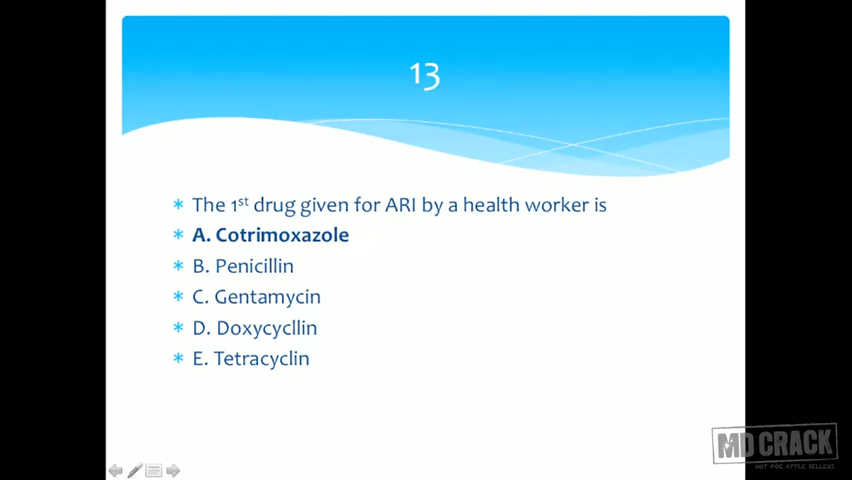 13
* The 1st drug given for ARI by a health worker is
* A. Cotrimoxazole
* B. Penicillin
* C. Gentamycin
* D. Doxycycllin
* E. Tetracyclin
MD CRACK
NOT FOR APPLE SELLERS